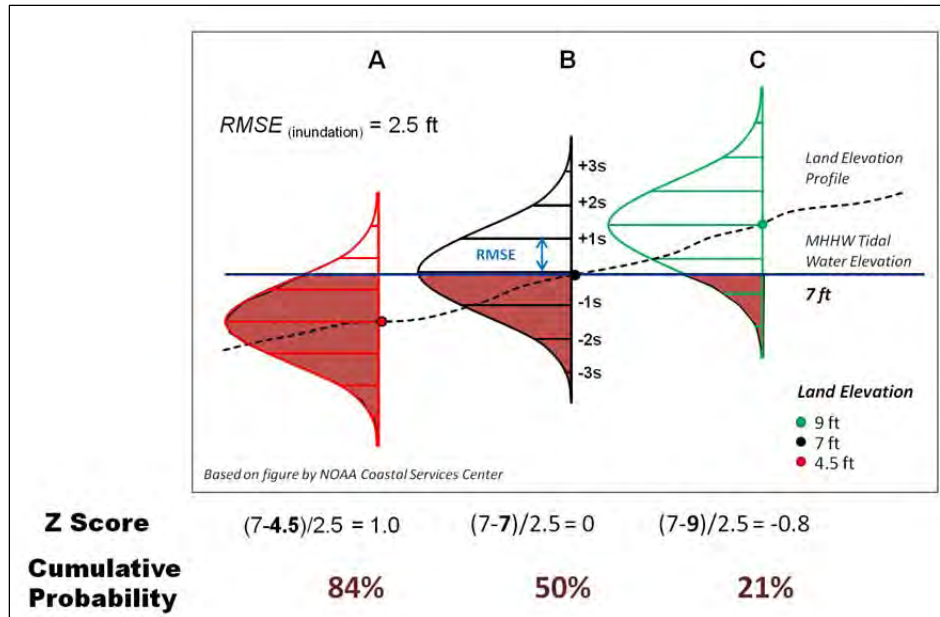 A B C
RMSE (inundation) = 2.5 ft
+3s
+2s
+1s
RMSE
-1s
-2s
-3s
Land Elevation
Profile
MHHW Tidal
Water Elevation
7 ft
Land Elevation
9 ft
7 ft
4.5 ft
Based on figure by NOAA Coastal Services Center
Z Score (7-4.5)/2.5 = 1.0 (7-7)/2.5 = 0 (7-9)/2.5 = -0.8
Cumulative
Probability 84% 50% 21%